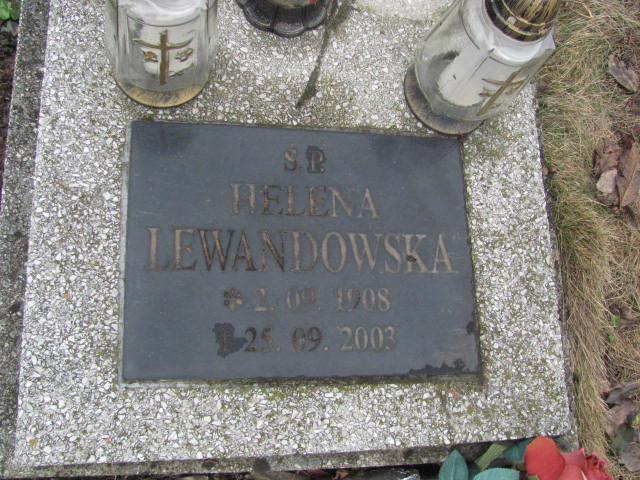 Ś.P.
HELENA
LEWANDOWSKA
* 2. 09. 1908
† 25. 09. 2003